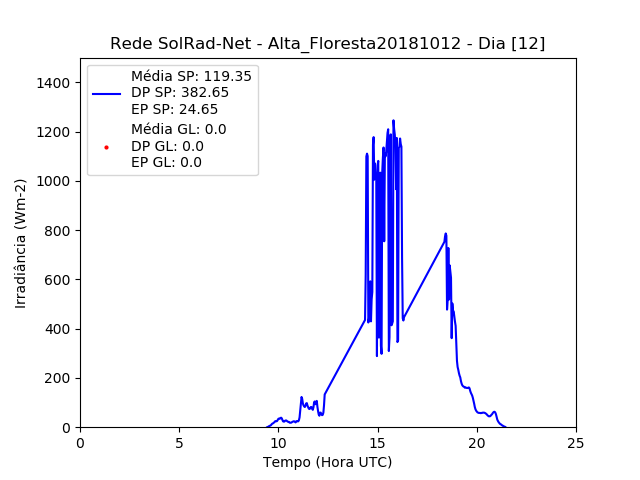 Rede SolRad-Net - Alta_Floresta20181012 - Dia [12]
Média SP: 119.35
DP SP: 382.65
EP SP: 24.65
Média GL: 0.0
DP GL: 0.0
EP GL: 0.0
1400
1200
1000
800
600
400
200
0
Irradiância (Wm-2)
0 5 10 15 20 25
Tempo (Hora UTC)